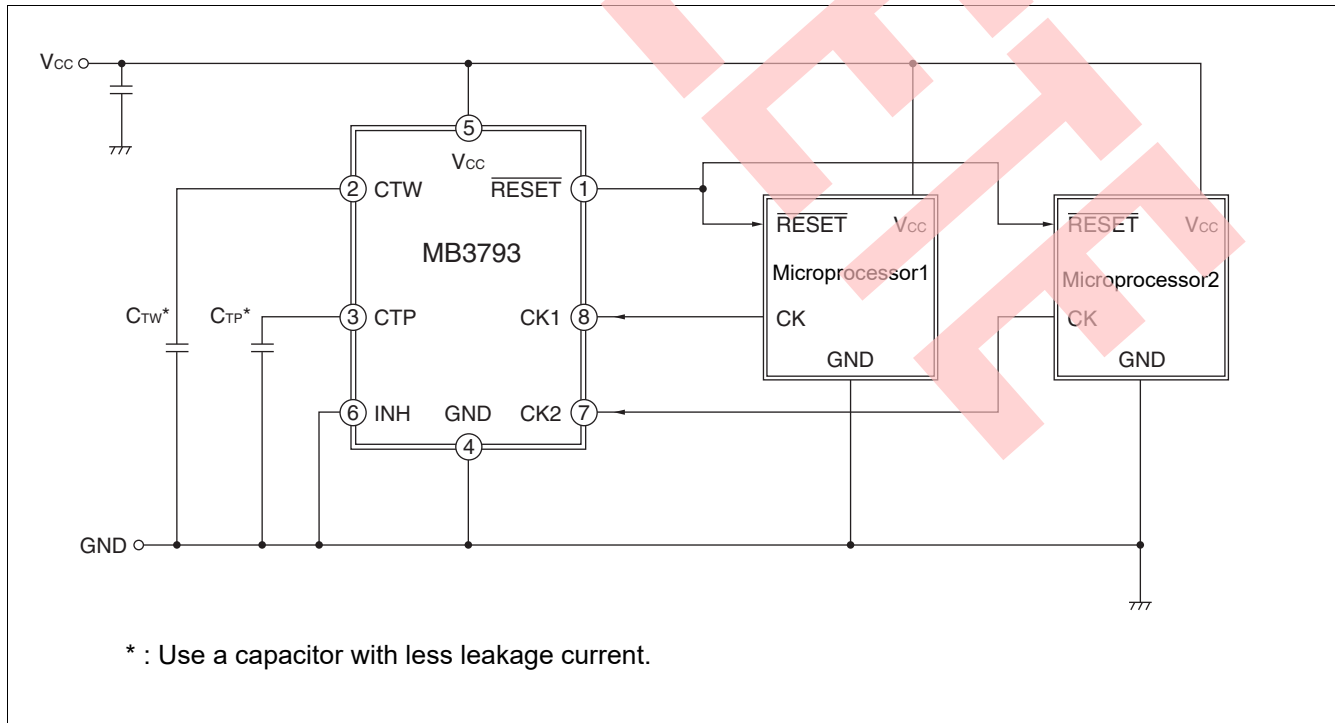 VCC
5
VCC
2 CTW RESET 1
MB3793
RESET VCC
Microprocessor1
CK
GND
RESET VCC
Microprocessor2
CK
GND
CTW*
CTP*
3 CTP CK1 8
6 INH GND CK2 7
4
GND
* : Use a capacitor with less leakage current.